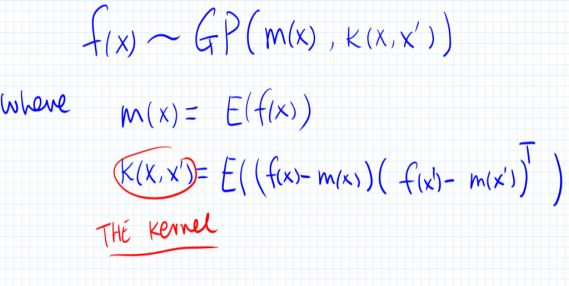 f(x) ~ GP(m(x), K(x,x'))
where m(x) = E(f(x))
K(x,x') = E((f(x)-m(x))(f(x')-m(x'))^T)
THE Kernel